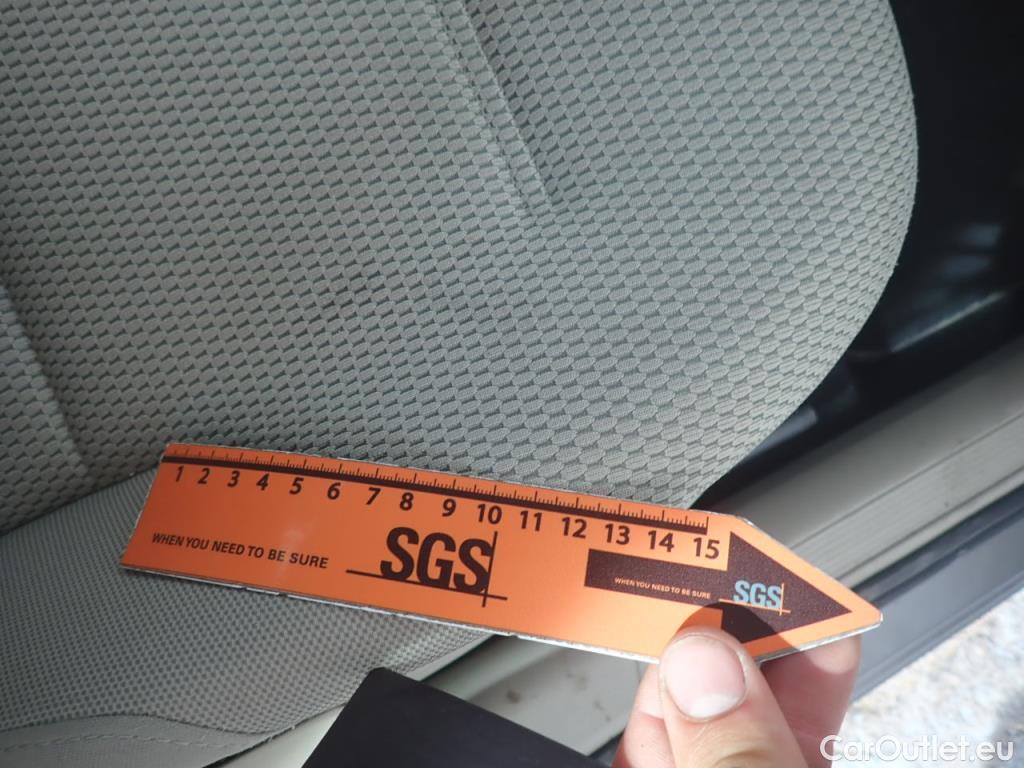 1 2 3 4 5 6 7 8 9 10 11 12 13 14 15
WHEN YOU NEED TO BE SURE
SGS
WHEN YOU NEED TO BE SURE
SGS
CarOutlet.eu